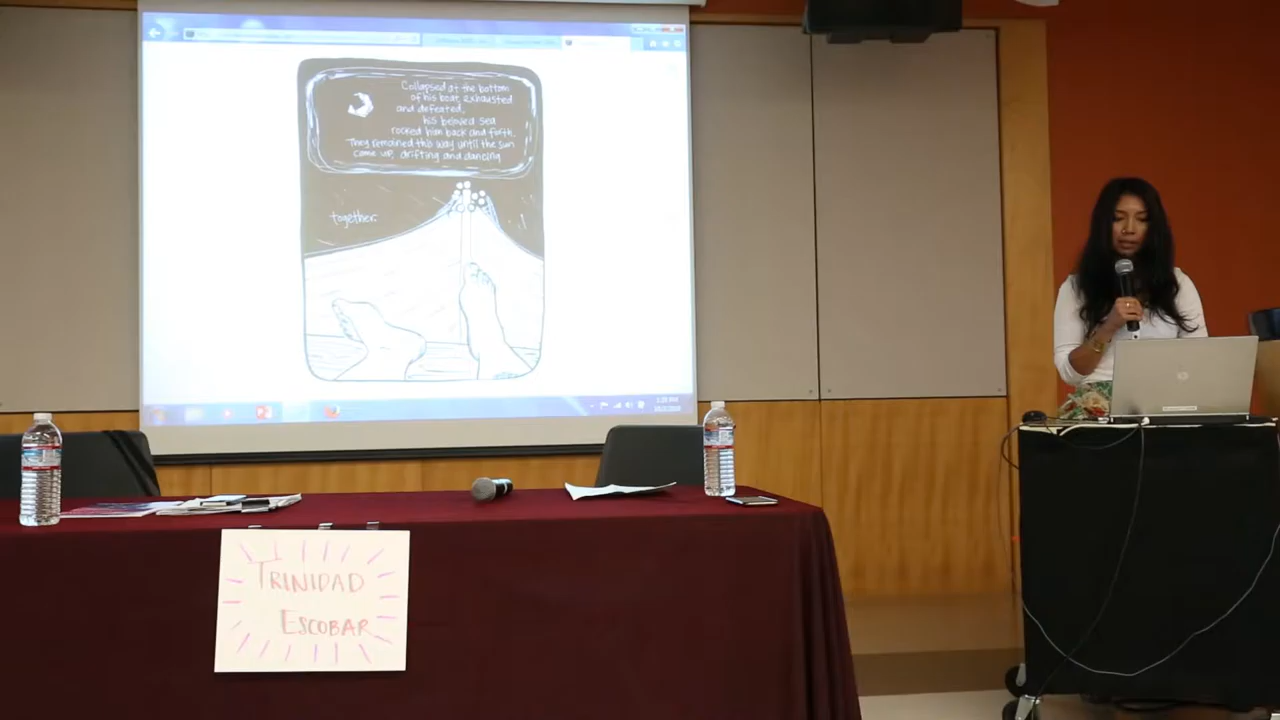 Collapsed at the bottom
of his boat, exhausted
and defeated,
his beloved sea
rocked him back and forth.
They remained this way until the sun
came up, drifting and dancing
together.
TRINIDAD
ESCOBAR